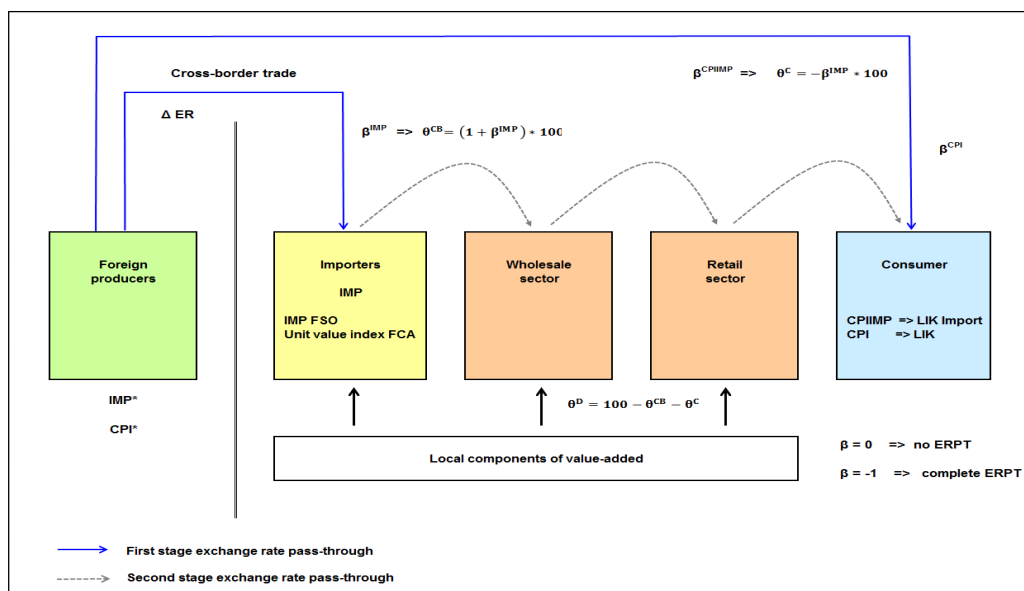 Cross-border trade
Δ ER
β^IMP => θ^CB = (1 + β^IMP) * 100
β^CPIIMP => θ^C = −β^IMP * 100
β^CPI
Foreign
producers
Importers
IMP
IMP FSO
Unit value index FCA
Wholesale
sector
Retail
sector
Consumer
CPIIMP => LIK Import
CPI => LIK
IMP*
CPI*
θ^D = 100 − θ^CB − θ^C
Local components of value-added
β = 0 => no ERPT
β = -1 => complete ERPT
First stage exchange rate pass-through
Second stage exchange rate pass-through